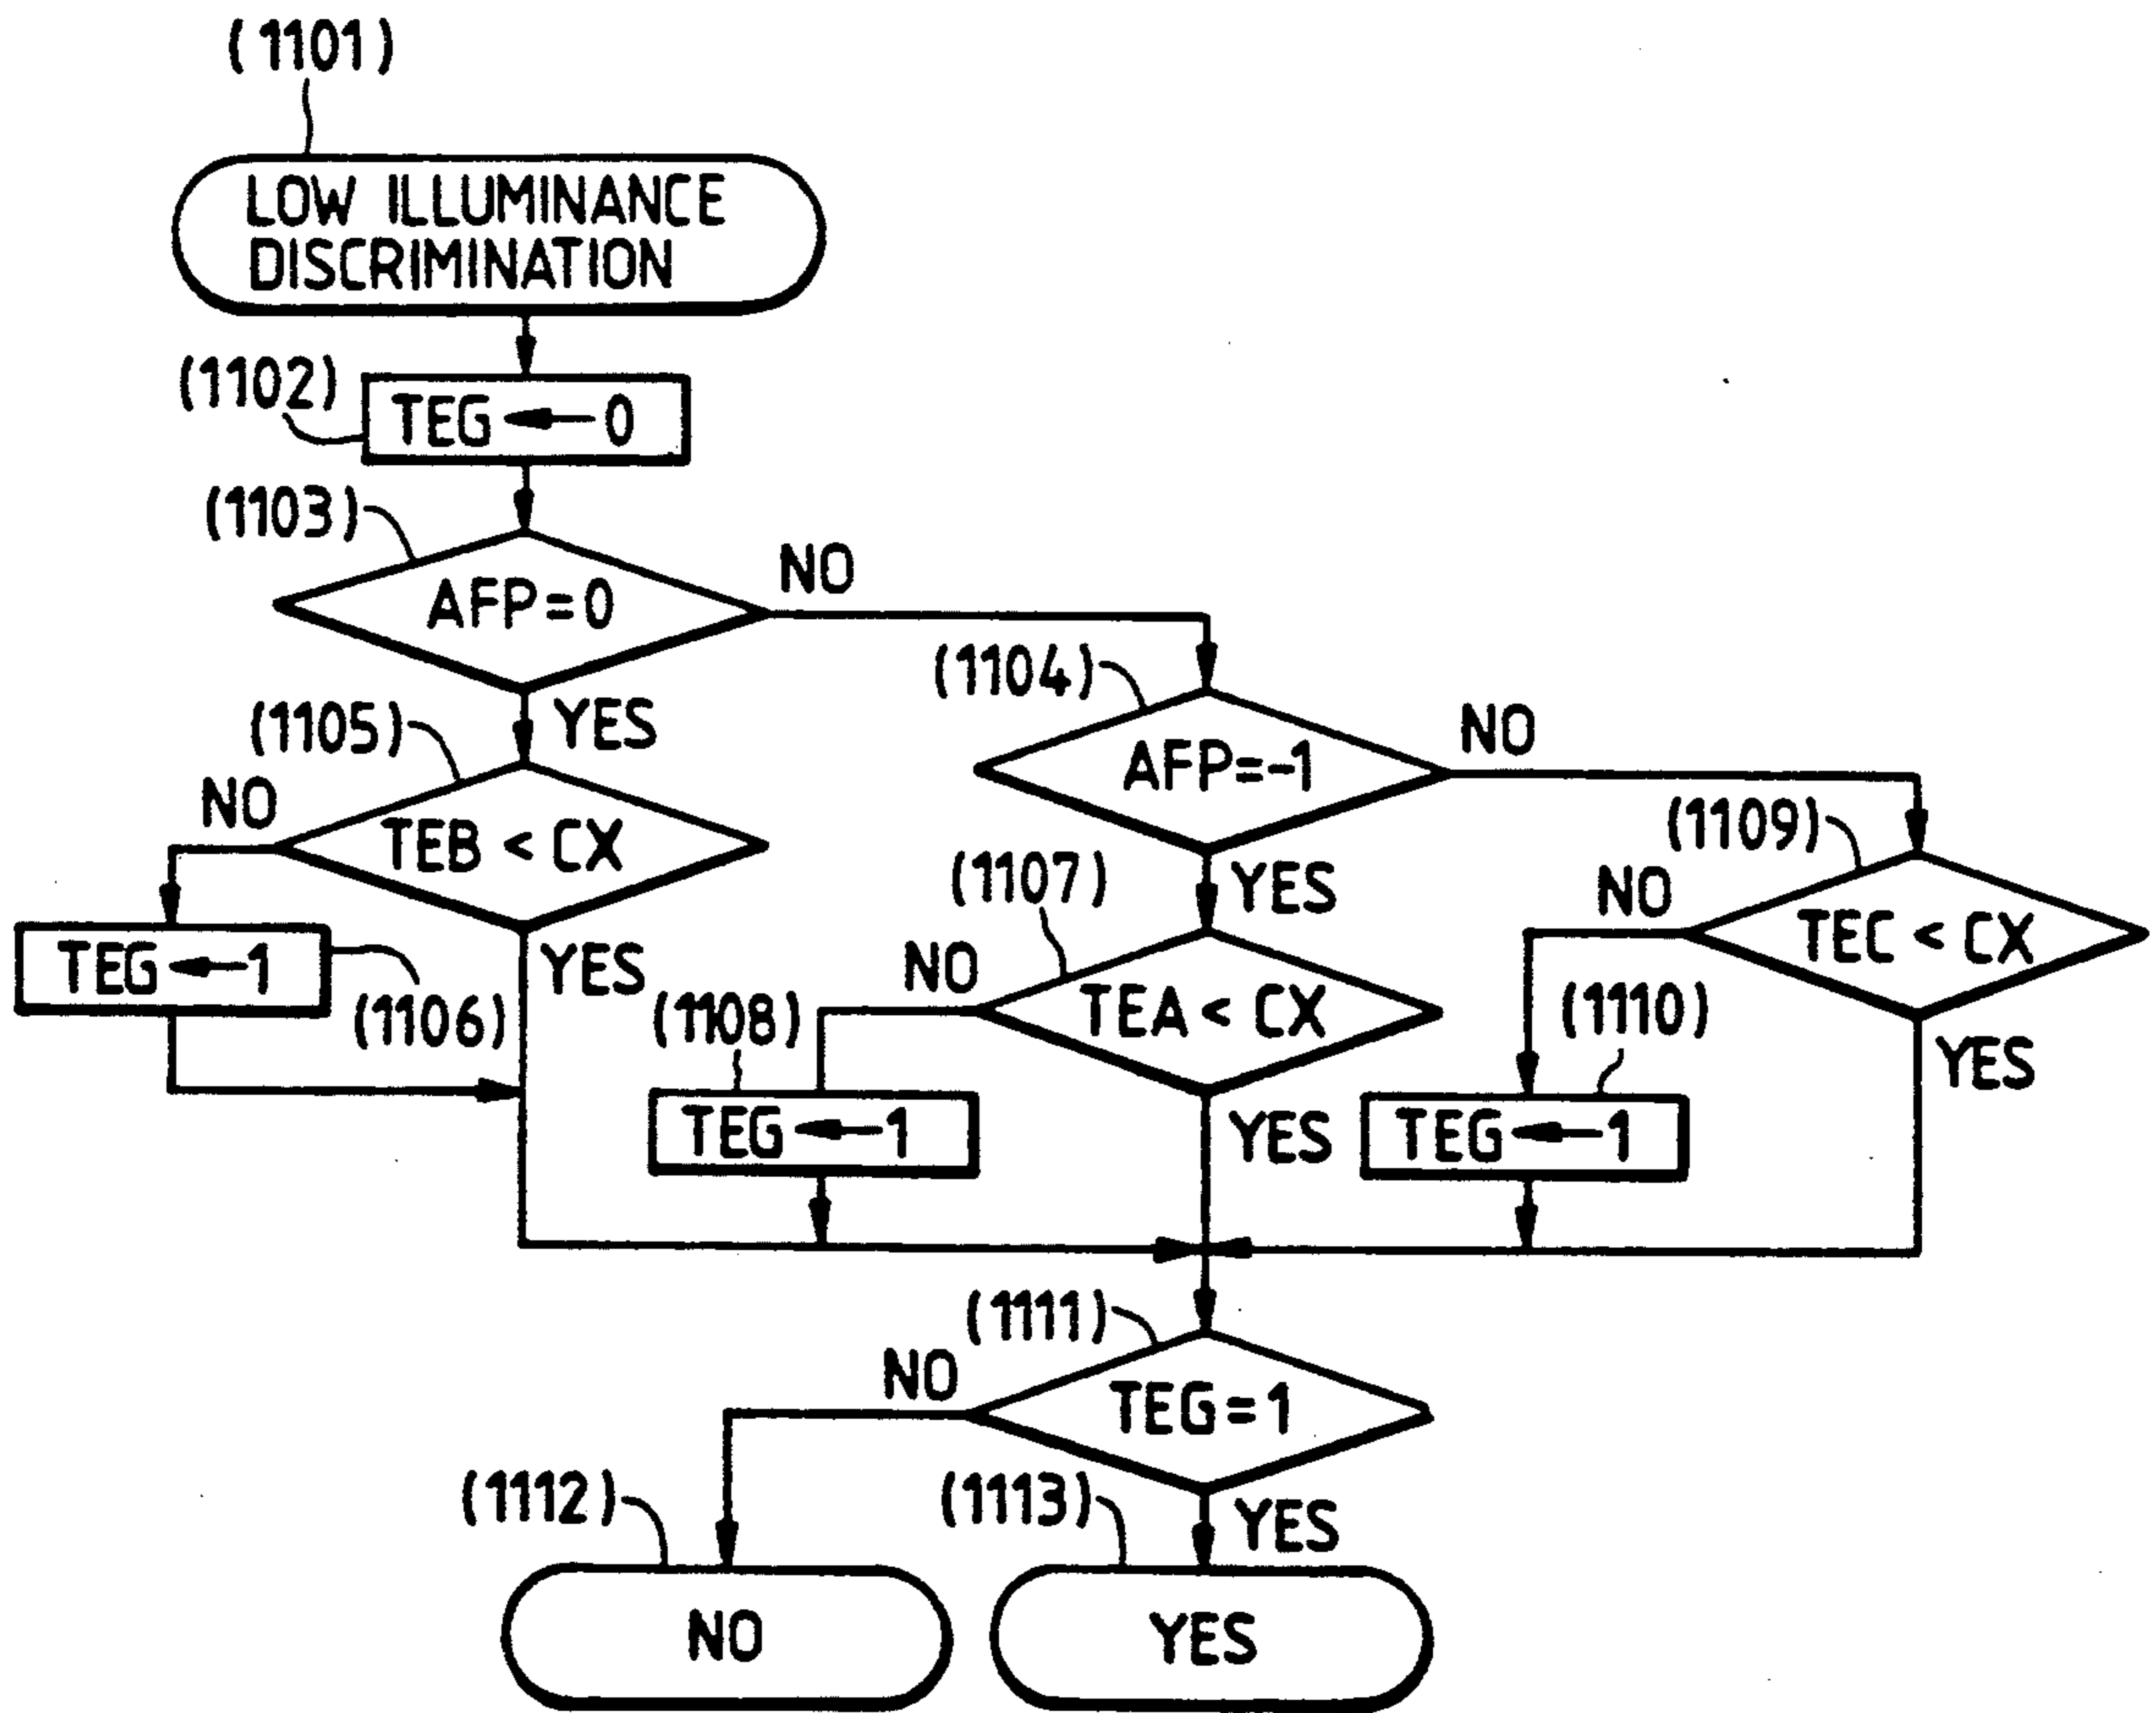 (1101)
LOW ILLUMINANCE
DISCRIMINATION
(1102)
TEG ← 0
(1103)
AFP=0
NO
(1104)
YES
(1105)
AFP=-1
NO
NO
TEB < CX
(1109)
(1107)
YES
NO
TEC < CX
TEG ← 1
YES
NO
(1106)
(1108)
TEA < CX
(1110)
YES
TEG ← 1
YES
TEG ← 1
(1111)
NO
TEG=1
(1112)
(1113)
YES
NO
YES